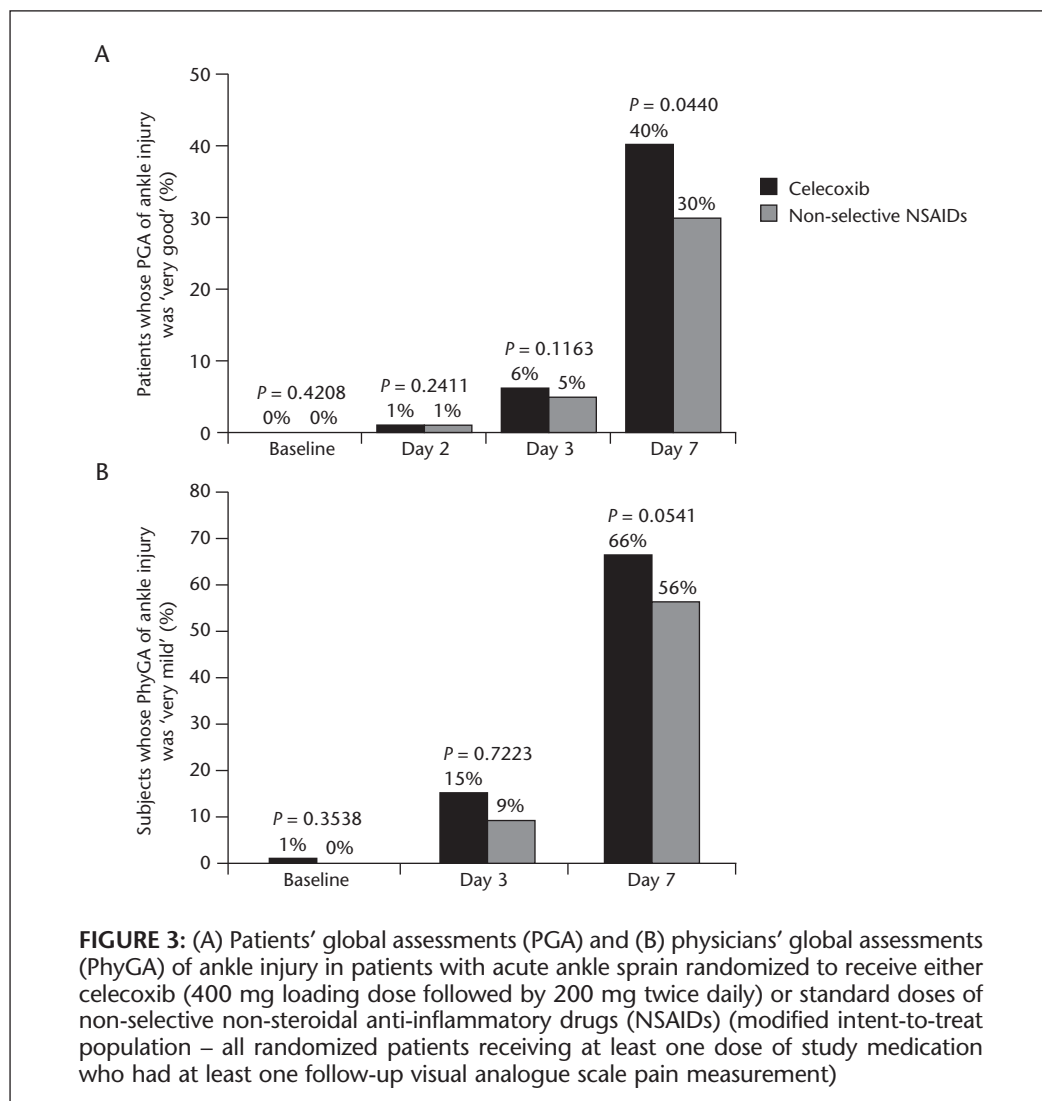 A
Patients' global assessments
Patients whose PGA of ankle injury
was 'very good' (%)
50
40
30
20
10
0
P = 0.4208
0% 0%
P = 0.2411
1% 1%
P = 0.1163
6% 5%
P = 0.0440
40%
30%
Baseline Day 2 Day 3 Day 7
Celecoxib
Non-selective NSAIDs
B
Subjects whose PhyGA of ankle injury
was 'very mild' (%)
80
70
60
50
40
30
20
10
0
P = 0.3538
1% 0%
P = 0.7223
15%
9%
P = 0.0541
66%
56%
Baseline Day 3 Day 7
FIGURE 3: (A) Patients' global assessments (PGA) and (B) physicians' global assessments
(PhyGA) of ankle injury in patients with acute ankle sprain randomized to receive either
celecoxib (400 mg loading dose followed by 200 mg twice daily) or standard doses of
non-selective non-steroidal anti-inflammatory drugs (NSAIDs) (modified intent-to-treat
population – all randomized patients receiving at least one dose of study medication
who had at least one follow-up visual analogue scale pain measurement)